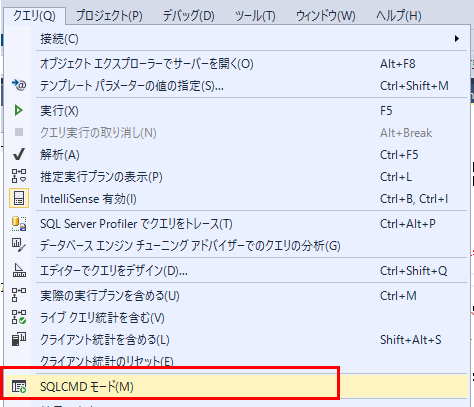 クエリ(Q) プロジェクト(P) デバッグ(D) ツール(T) ウィンドウ(W) ヘルプ(H)
接続(C)
オブジェクト エクスプローラーでサーバーを開く(O) Alt+F8
テンプレート パラメーターの値の指定(S)... Ctrl+Shift+M
実行(X) F5
クエリ実行の取り消し(N) Alt+Break
解析(A) Ctrl+F5
推定実行プランの表示(P) Ctrl+L
IntelliSense 有効(I) Ctrl+B, Ctrl+I
SQL Server Profiler でクエリをトレース(T) Ctrl+Alt+P
データベース エンジン チューニング アドバイザーでのクエリの分析(G)
エディターでクエリをデザイン(D)... Ctrl+Shift+Q
実際の実行プランを含める(U) Ctrl+M
ライブ クエリ統計を含む(V)
クライアント統計を含める(L) Shift+Alt+S
クライアント統計のリセット(E)
SQLCMD モード(M)